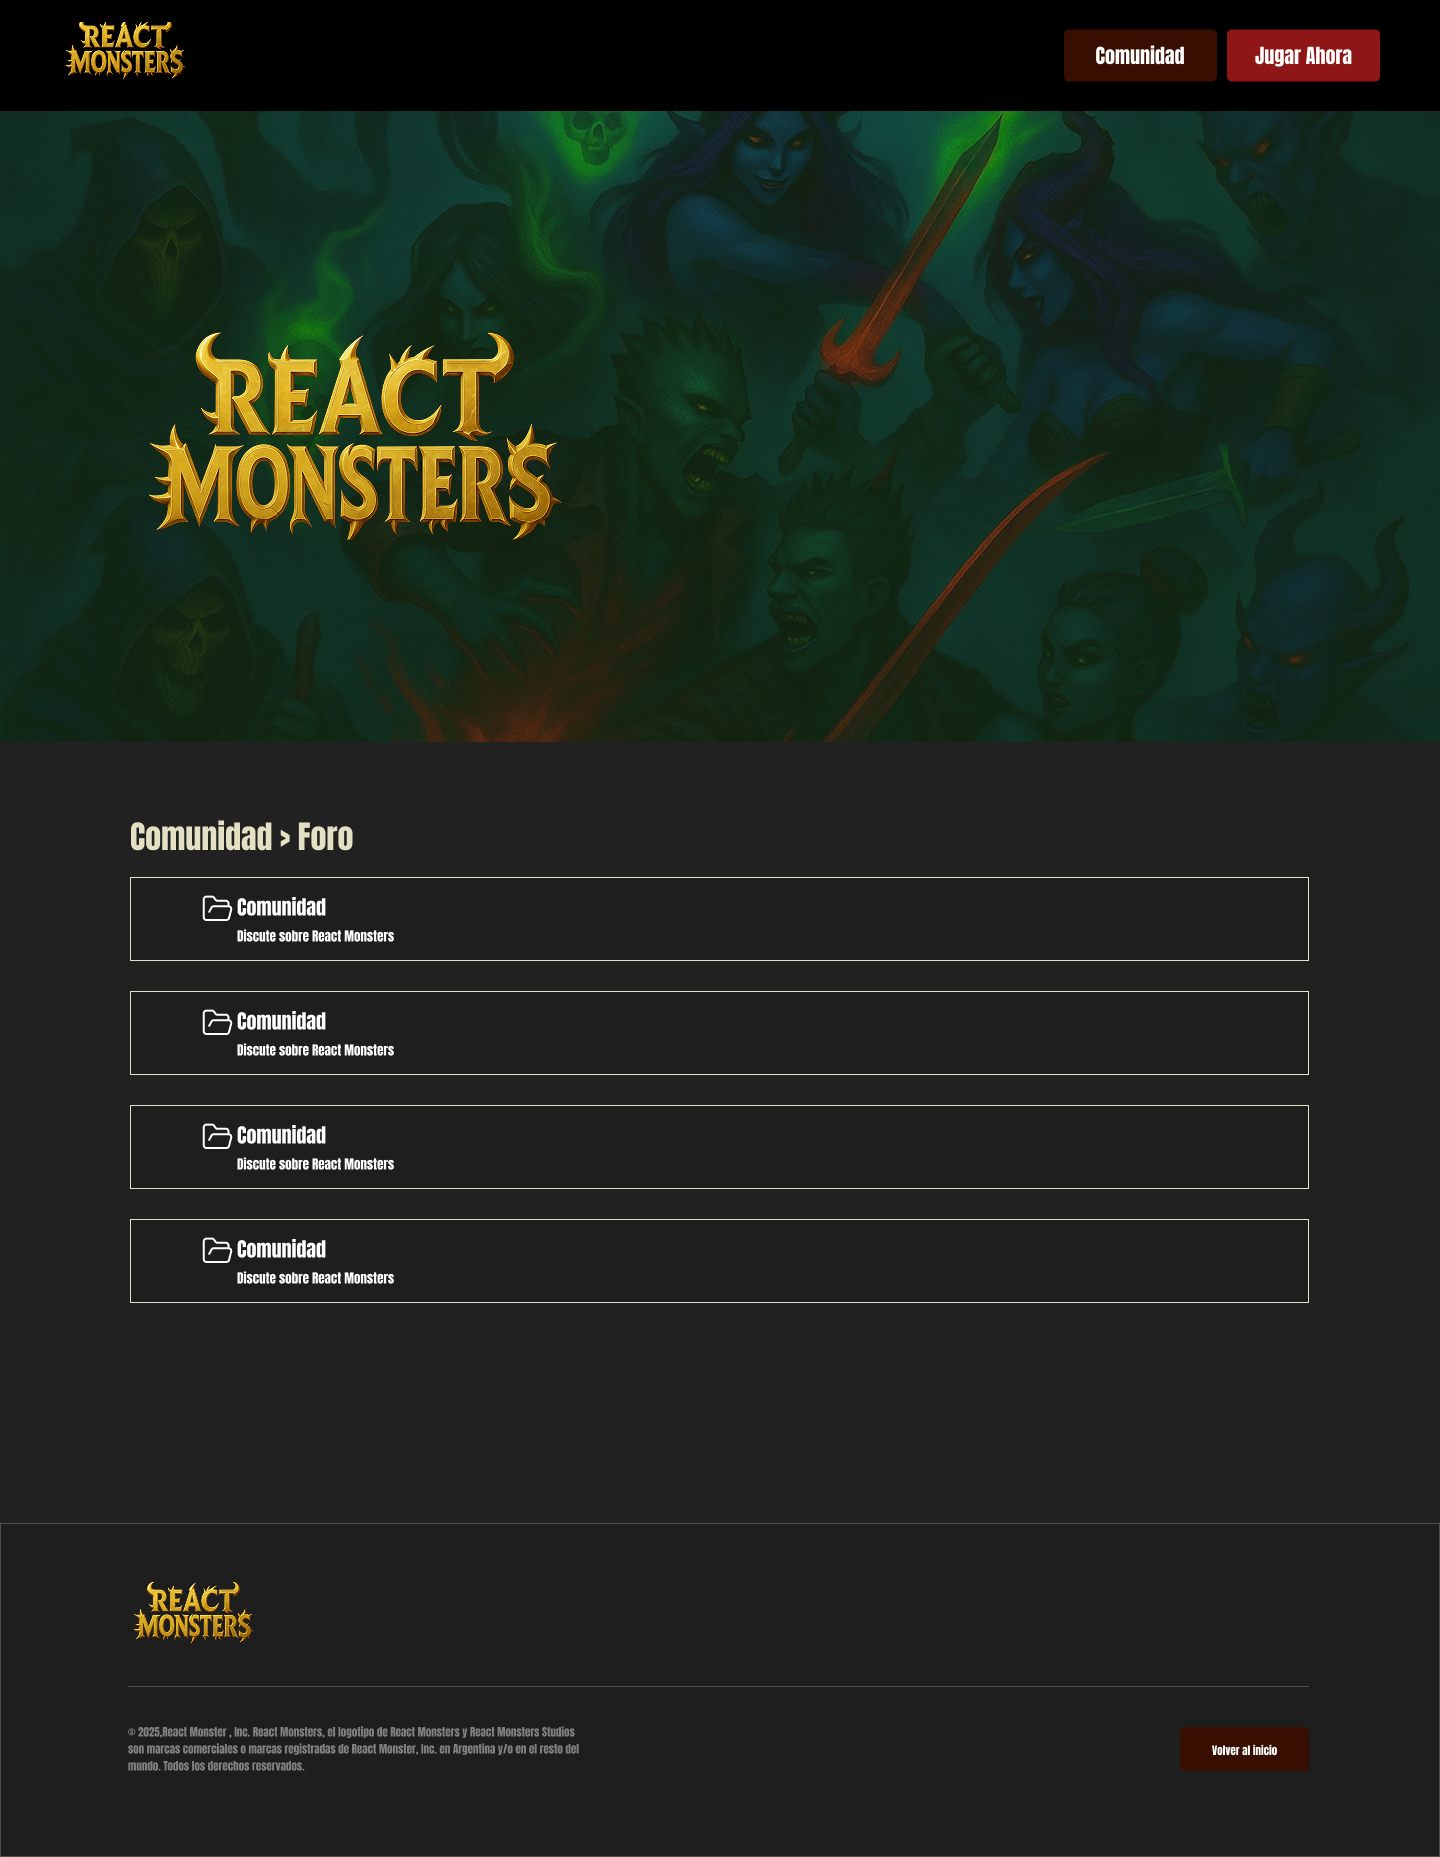 REACT
MONSTERS
Comunidad
Jugar Ahora
REACT
MONSTERS
Comunidad > Foro
Comunidad
Discute sobre React Monsters
Comunidad
Discute sobre React Monsters
Comunidad
Discute sobre React Monsters
Comunidad
Discute sobre React Monsters
REACT
MONSTERS
© 2025,React Monster , Inc. React Monsters, el logotipo de React Monsters y React Monsters Studios
son marcas comerciales o marcas registradas de React Monster, Inc. en Argentina y/o en el resto del
mundo. Todos los derechos reservados.
Volver al inicio